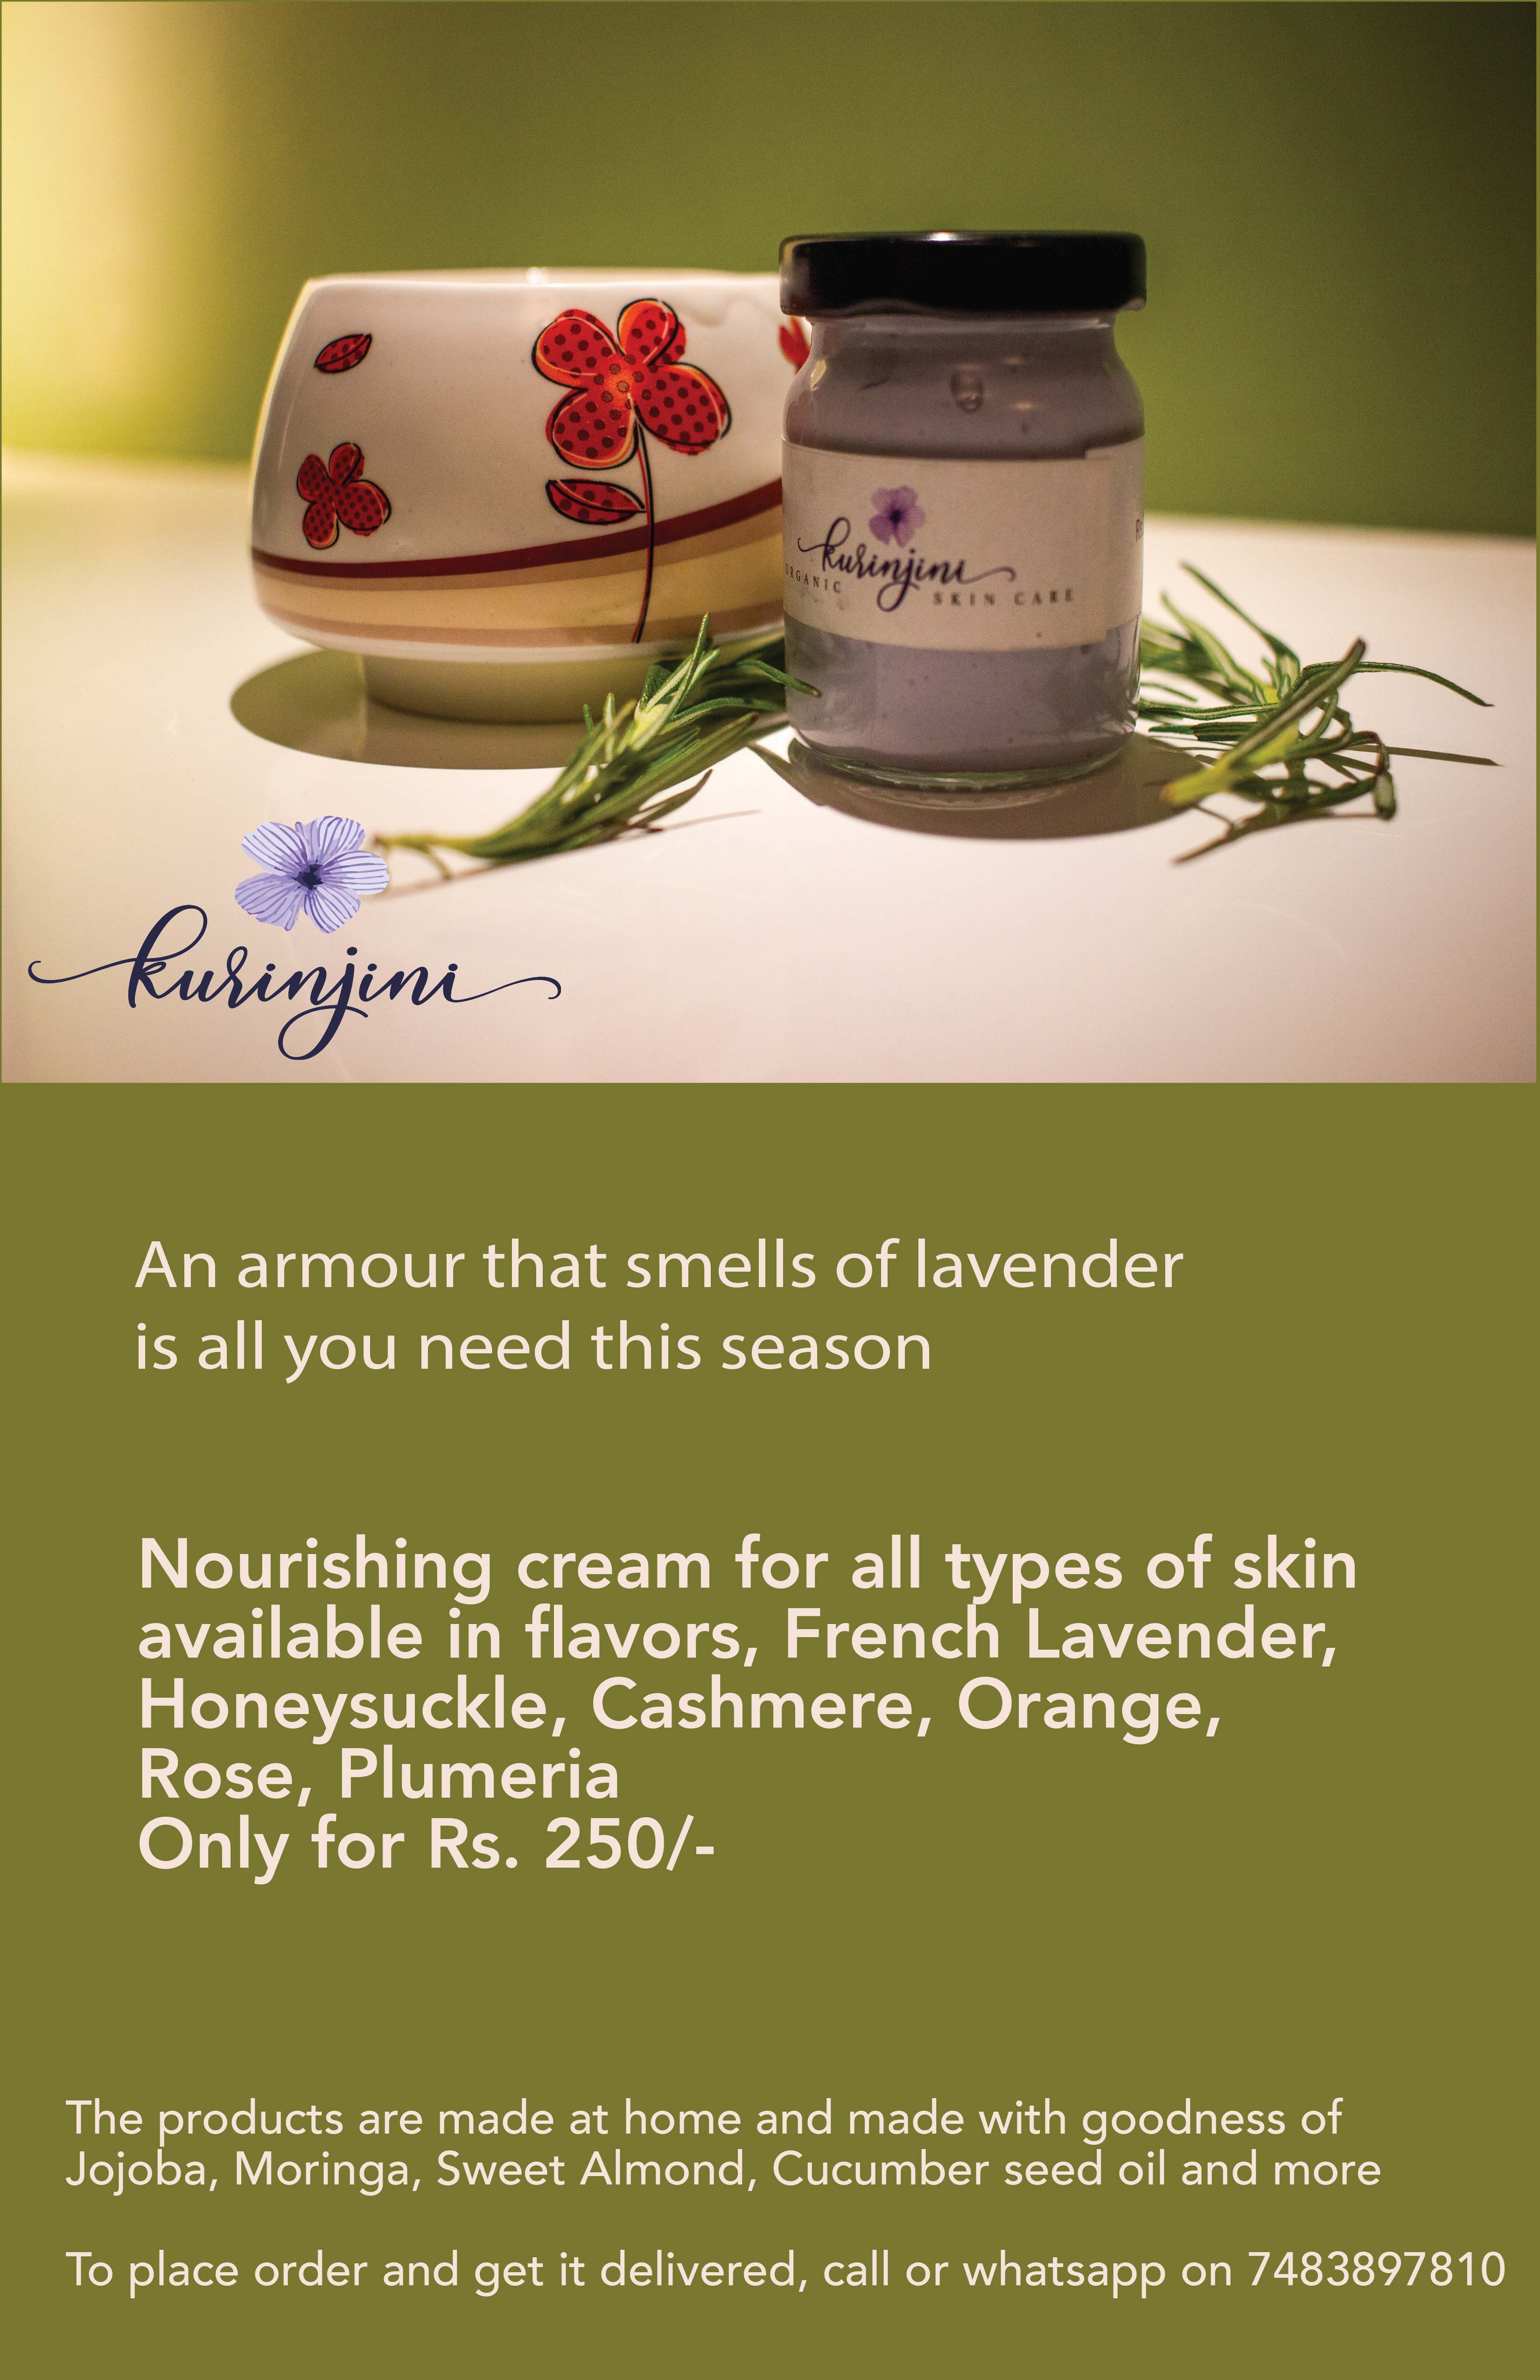 kurinjini
ORGANIC
SKIN CARE
kurinjini
An armour that smells of lavender
is all you need this season
Nourishing cream for all types of skin
available in flavors, French Lavender,
Honeysuckle, Cashmere, Orange,
Rose, Plumeria
Only for Rs. 250/-
The products are made at home and made with goodness of
Jojoba, Moringa, Sweet Almond, Cucumber seed oil and more
To place order and get it delivered, call or whatsapp on 7483897810